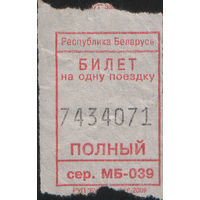 Республика Беларусь
БИЛЕТ
на одну поездку
7434071
ПОЛНЫЙ
сер. МБ-039